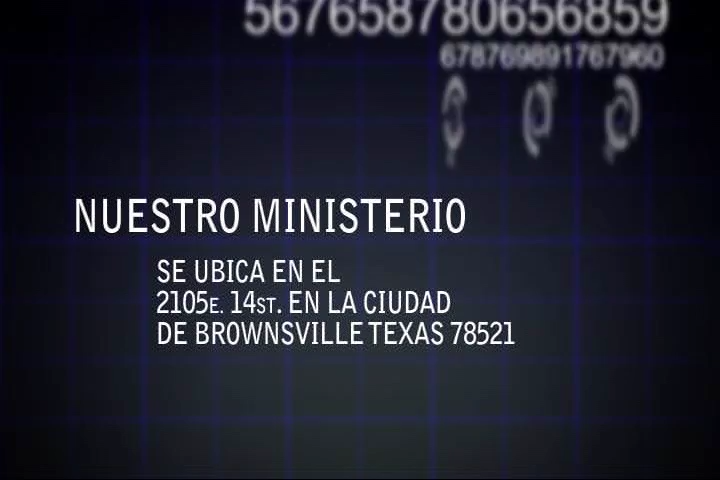 567658780656859
678769891767960
NUESTRO MINISTERIO
SE UBICA EN EL
2105E. 14ST. EN LA CIUDAD
DE BROWNSVILLE TEXAS 78521